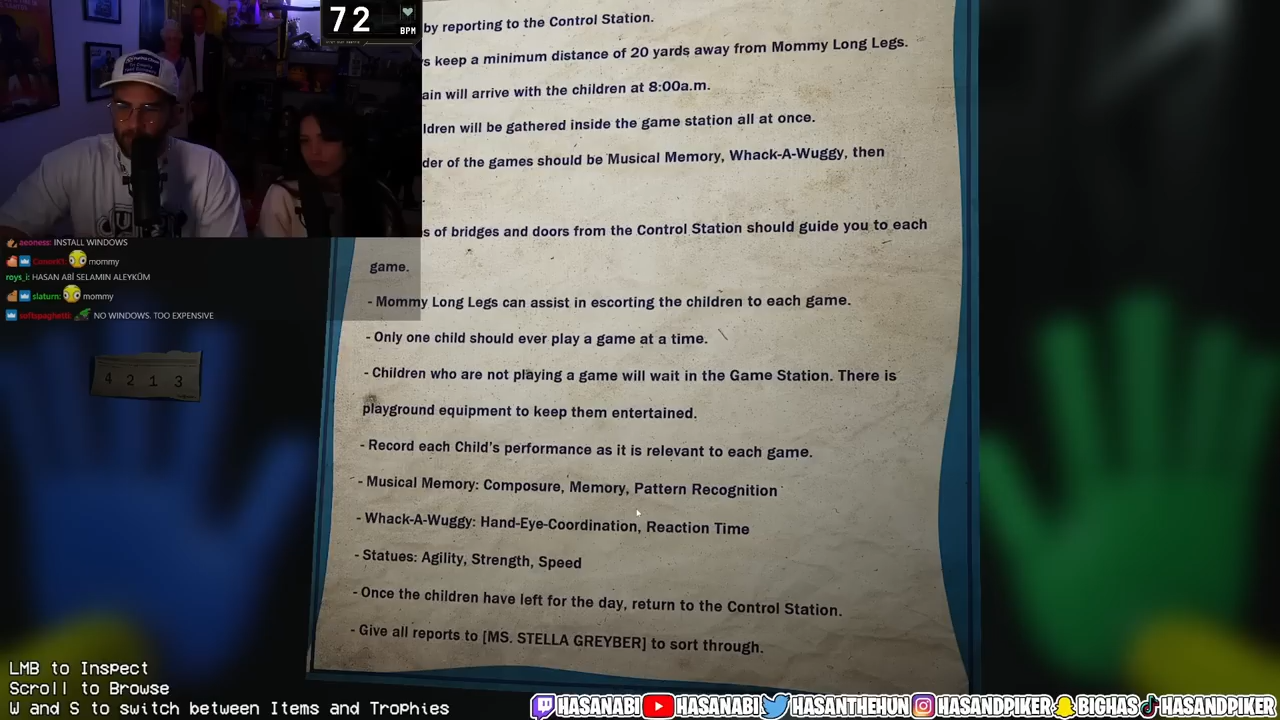 72
BPM
by reporting to the Control Station.
keep a minimum distance of 20 yards away from Mommy Long Legs.
will arrive with the children at 8:00a.m.
will be gathered inside the game station all at once.
of the games should be Musical Memory, Whack-A-Wuggy, then
of bridges and doors from the Control Station should guide you to each
game.
- Mommy Long Legs can assist in escorting the children to each game.
- Only one child should ever play a game at a time.
- Children who are not playing a game will wait in the Game Station. There is
playground equipment to keep them entertained.
- Record each Child's performance as it is relevant to each game.
- Musical Memory: Composure, Memory, Pattern Recognition
- Whack-A-Wuggy: Hand-Eye-Coordination, Reaction Time
- Statues: Agility, Strength, Speed
- Once the children have left for the day, return to the Control Station.
- Give all reports to [MS. STELLA GREYBER] to sort through.
aeoness: INSTALL WINDOWS
mommy
roys_i: HASAN ABİ SELAMIN ALEYKÜM
slaturn: mommy
softspaghetti: NO WINDOWS. TOO EXPENSIVE
4 2 1 3
LMB to Inspect
Scroll to Browse
W and S to switch between Items and Trophies
HASANABI HASANABI HASANTHEHUN HASANDPIKER BIGHAS HASANDPIKER